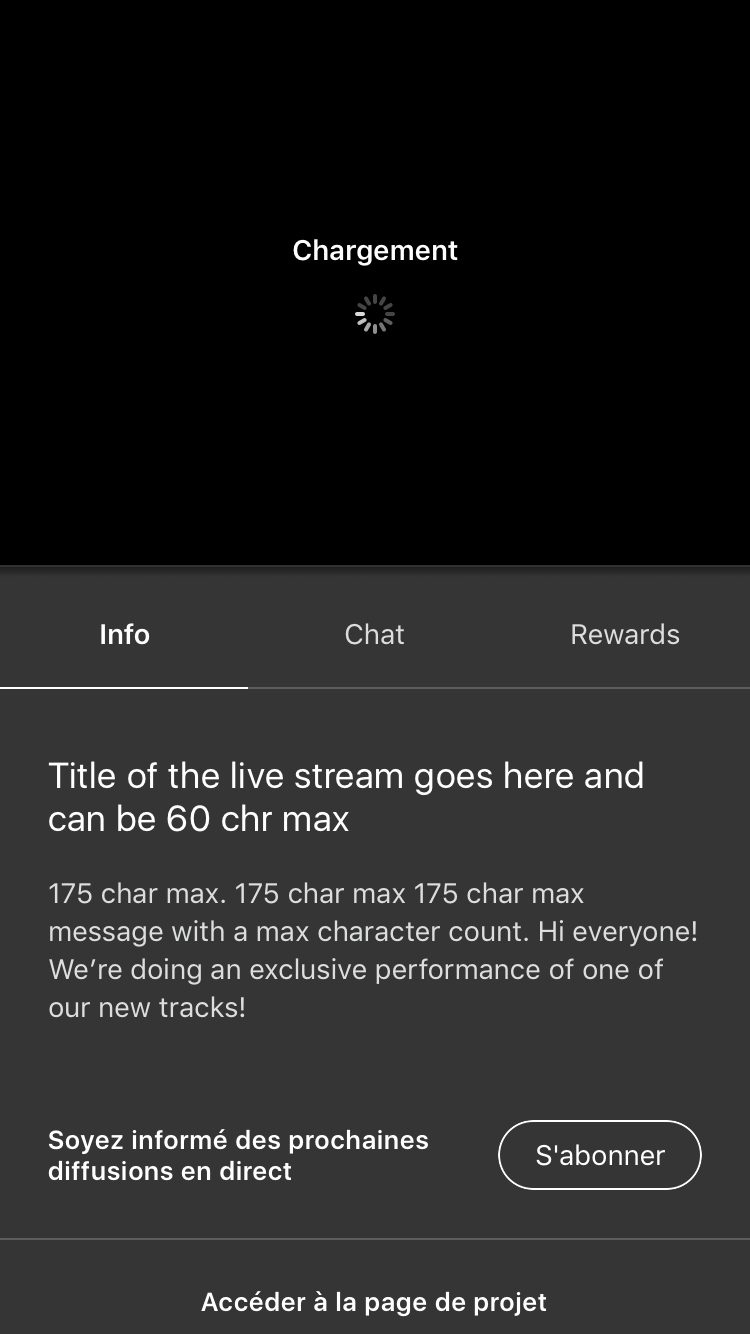 Chargement
Info Chat Rewards
Title of the live stream goes here and
can be 60 chr max
175 char max. 175 char max 175 char max
message with a max character count. Hi everyone!
We’re doing an exclusive performance of one of
our new tracks!
Soyez informé des prochaines
diffusions en direct
S'abonner
Accéder à la page de projet